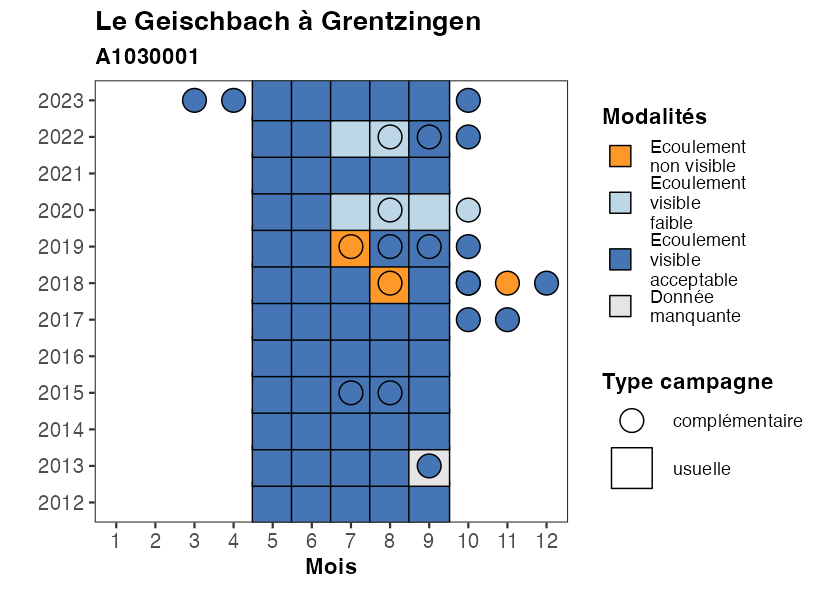 Le Geischbach à Grentzingen
A1030001
2023
2022
2021
2020
2019
2018
2017
2016
2015
2014
2013
2012
1 2 3 4 5 6 7 8 9 10 11 12
Mois
Modalités
Ecoulement
non visible
Ecoulement
visible
faible
Ecoulement
visible
acceptable
Donnée
manquante
Type campagne
complémentaire
usuelle